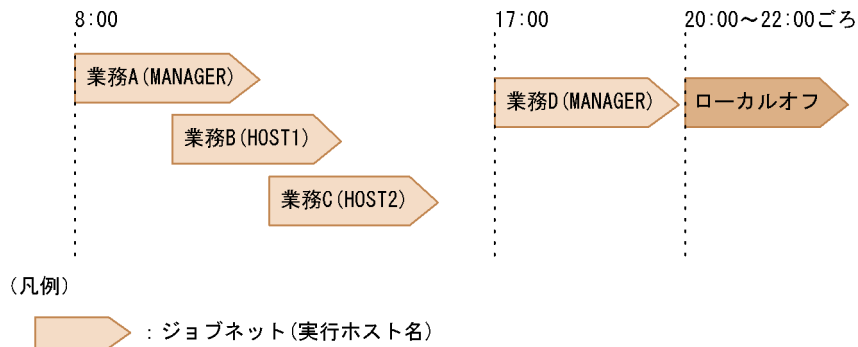 8:00
17:00
20:00～22:00ごろ
業務A(MANAGER)
業務D(MANAGER)
ローカルオフ
業務B(HOST1)
業務C(HOST2)
(凡例)
：ジョブネット(実行ホスト名)